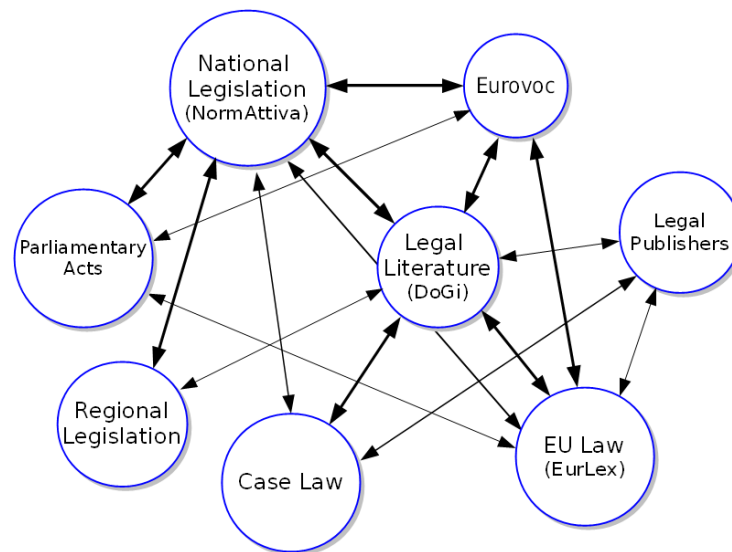 National
Legislation
(NormAttiva)
Eurovoc
Parliamentary
Acts
Legal
Literature
(DoGi)
Legal
Publishers
Regional
Legislation
Case Law
EU Law
(EurLex)